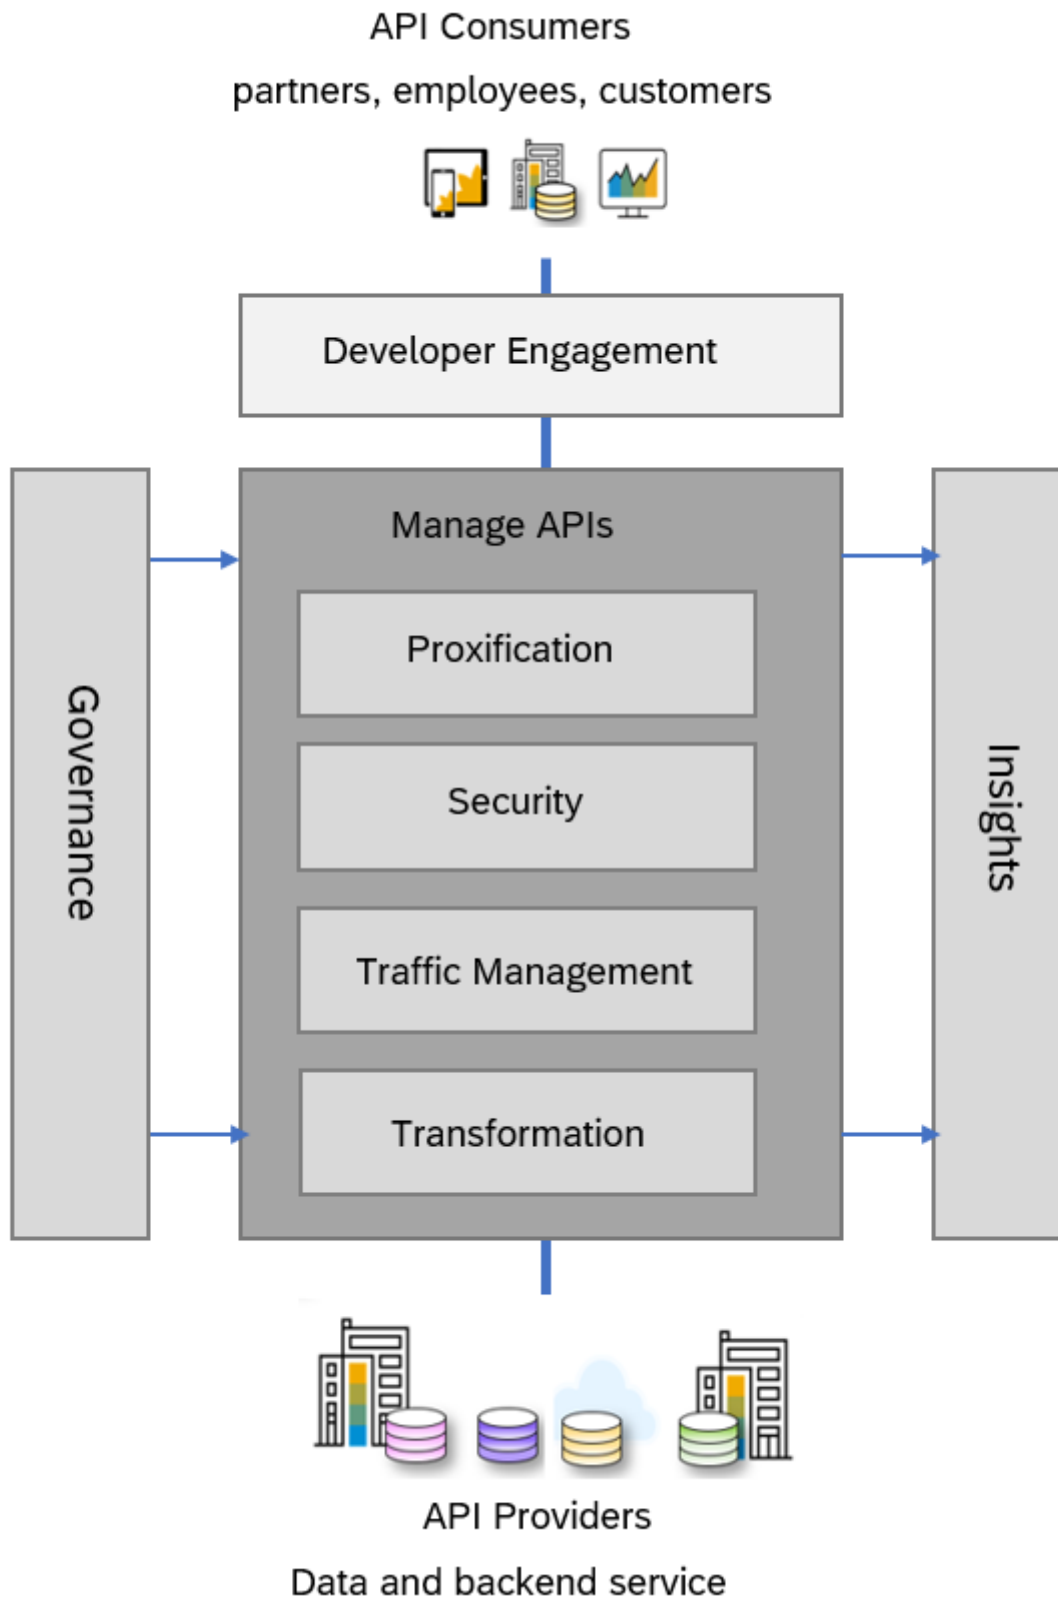 API Consumers
partners, employees, customers
Developer Engagement
Manage APIs
Proxification
Security
Traffic Management
Transformation
Governance
Insights
API Providers
Data and backend service